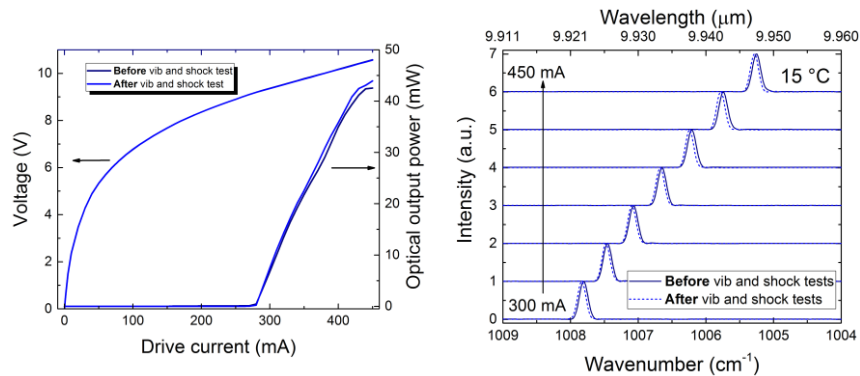 Before vib and shock test
After vib and shock test
Voltage (V)
10
8
6
4
2
0
Optical output power (mW)
50
40
30
20
10
0
0 100 200 300 400
Drive current (mA)
Wavelength (μm)
9.911 9.921 9.930 9.940 9.950 9.960
Intensity (a.u.)
7
6
5
4
3
2
1
0
450 mA
15 °C
300 mA
Before vib and shock tests
After vib and shock tests
1009 1008 1007 1006 1005 1004
Wavenumber (cm⁻¹)